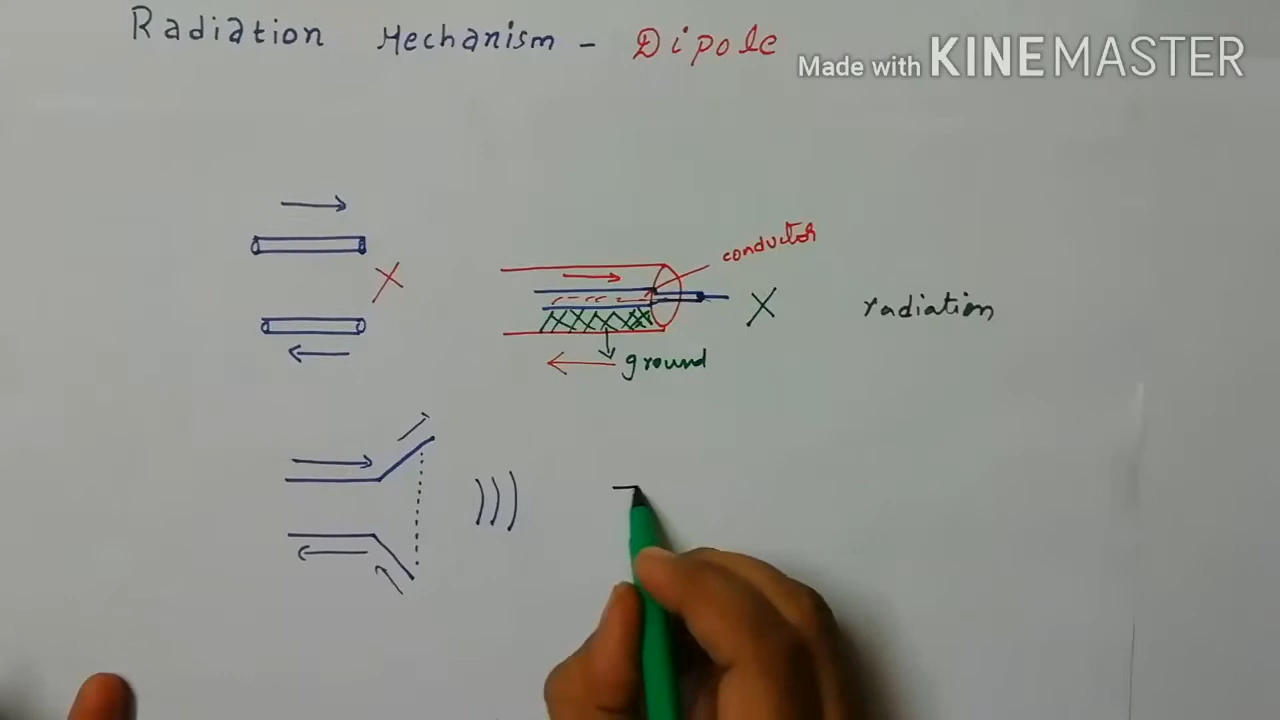 Radiation Mechanism - Dipole
Made with KINEMASTER
conductor
radiation
ground